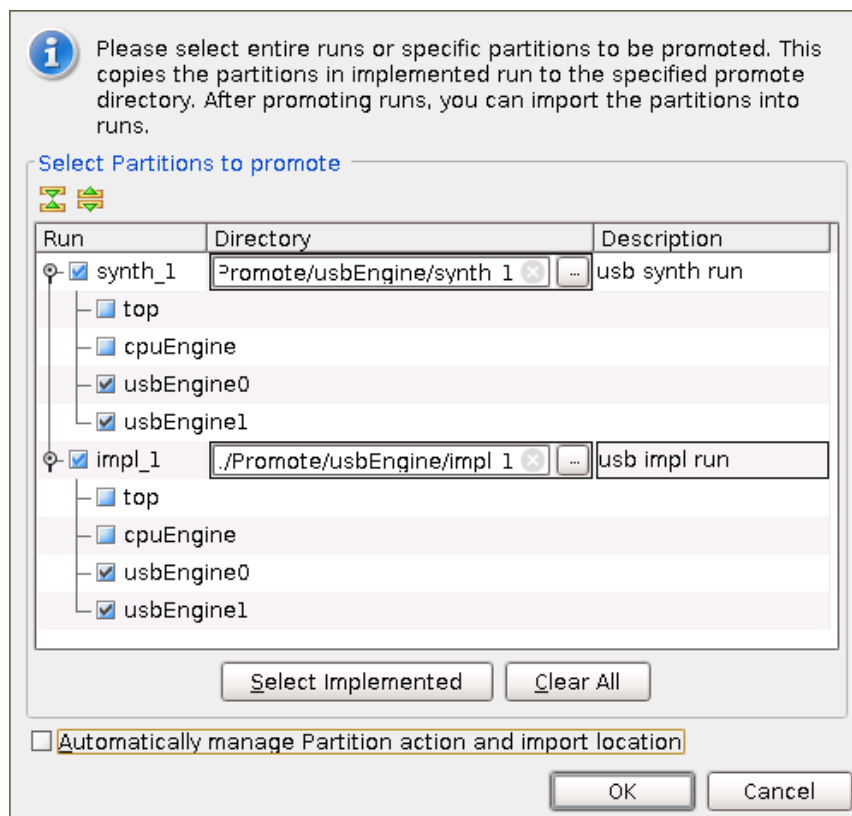 Please select entire runs or specific partitions to be promoted. This
copies the partitions in implemented run to the specified promote
directory. After promoting runs, you can import the partitions into
runs.
Select Partitions to promote
Run Directory Description
synth_1 Promote/usbEngine/synth_1 ... usb synth run
top
cpuEngine
usbEngine0
usbEngine1
impl_1 ./Promote/usbEngine/impl_1 ... usb impl run
top
cpuEngine
usbEngine0
usbEngine1
Select Implemented Clear All
Automatically manage Partition action and import location
OK Cancel